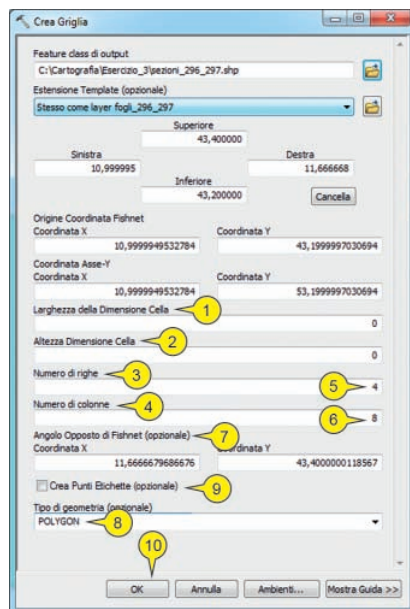 Crea Griglia
Feature class di output
C:\Cartografia\Esercizio_3\sezioni_296_297.shp
Estensione Template (opzionale)
Stesso come layer fogli_296_297
Superiore
43,400000
Sinistra Destra
10,999995 11,666668
Inferiore
43,200000 Cancella
Origine Coordinata Fishnet
Coordinata X Coordinata Y
10,9999949532784 43,1999997030694
Coordinata Asse-Y
Coordinata X Coordinata Y
10,9999949532784 53,1999997030694
Larghezza della Dimensione Cella 1
0
Altezza Dimensione Cella 2
0
Numero di righe 3
5 4
Numero di colonne 4
6 8
Angolo Opposto di Fishnet (opzionale) 7
Coordinata X Coordinata Y
11,6666679686676 43,4000000118567
Crea Punti Etichette (opzionale) 9
Tipo di geometria (opzionale)
POLYGON 8
10
OK Annulla Ambienti... Mostra Guida >>